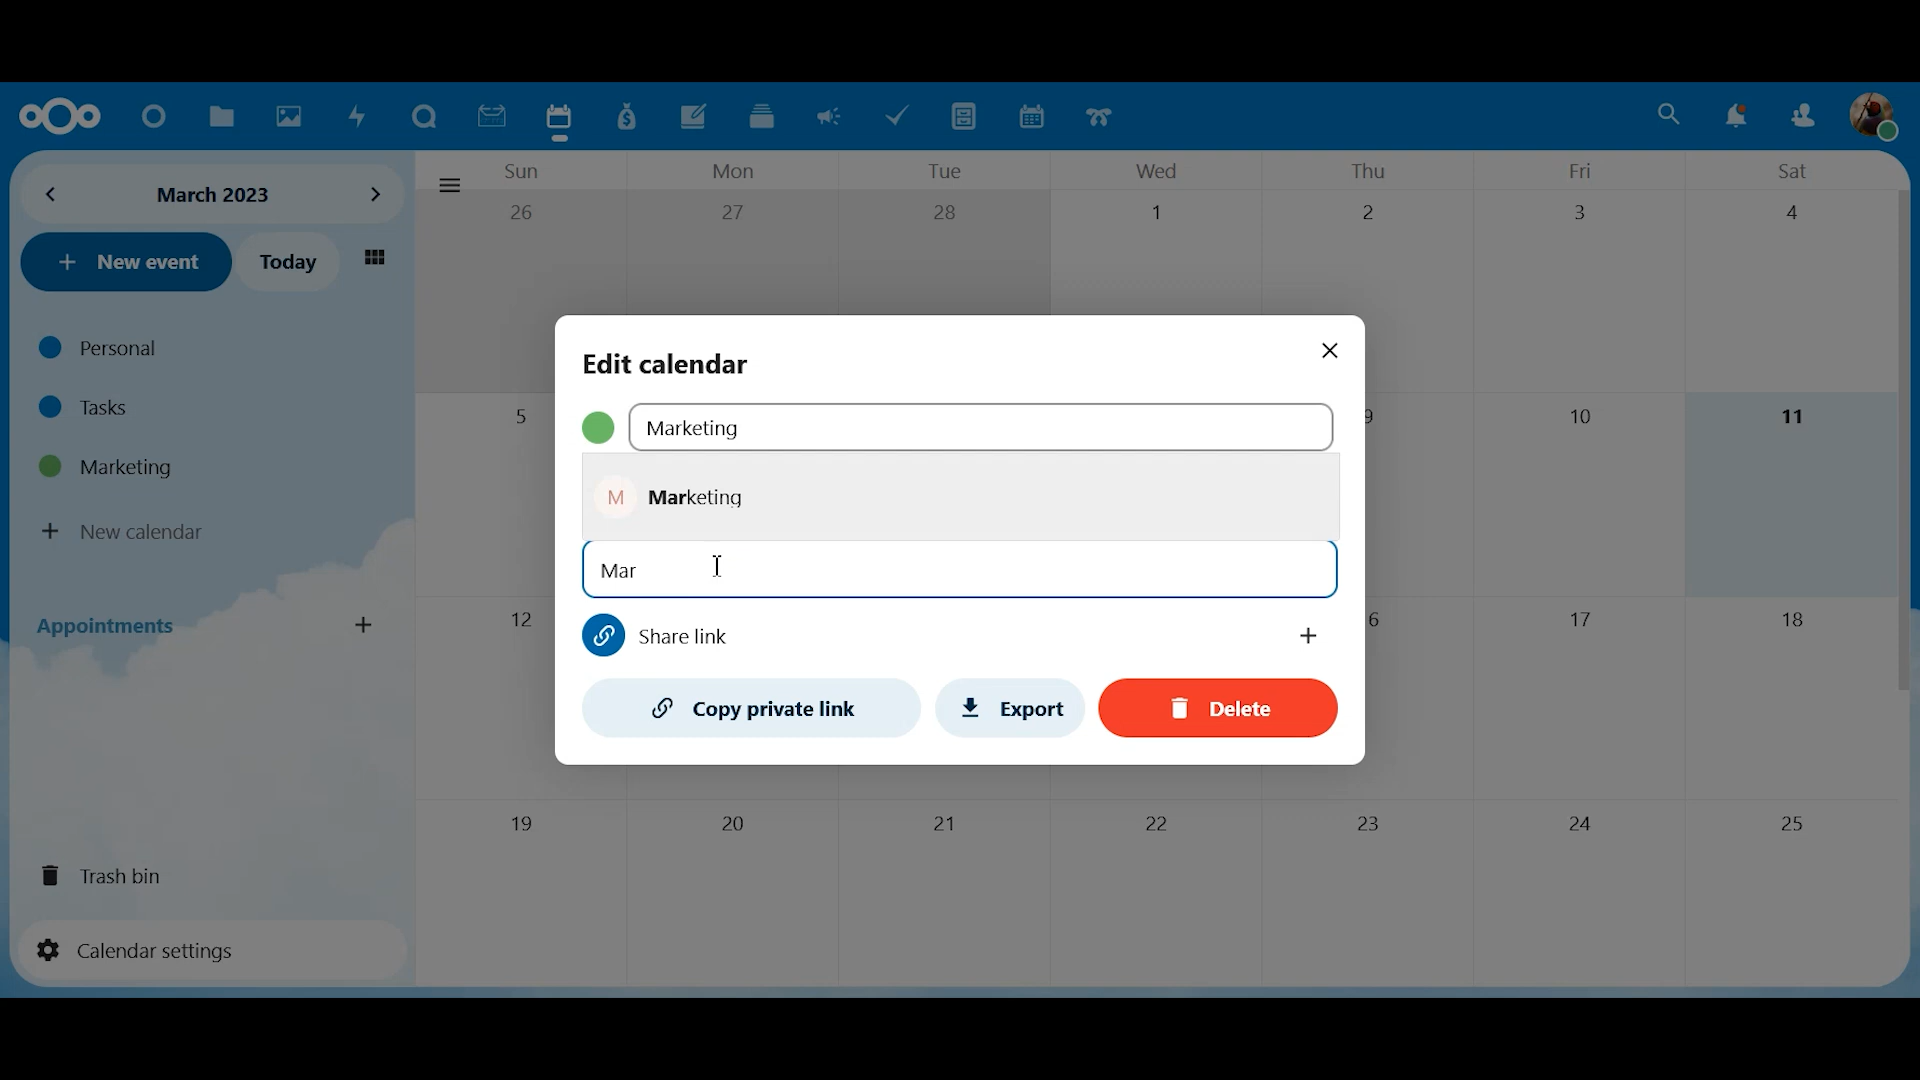 March 2023
Sun Mon Tue Wed Thu Fri Sat
26 27 28 1 2 3 4
+ New event Today
Personal
Tasks
Marketing
+ New calendar
Appointments +
Trash bin
Calendar settings
Edit calendar
Marketing
M Marketing
Mar
Share link +
Copy private link Export Delete
5 9 10 11
12 6 17 18
19 20 21 22 23 24 25